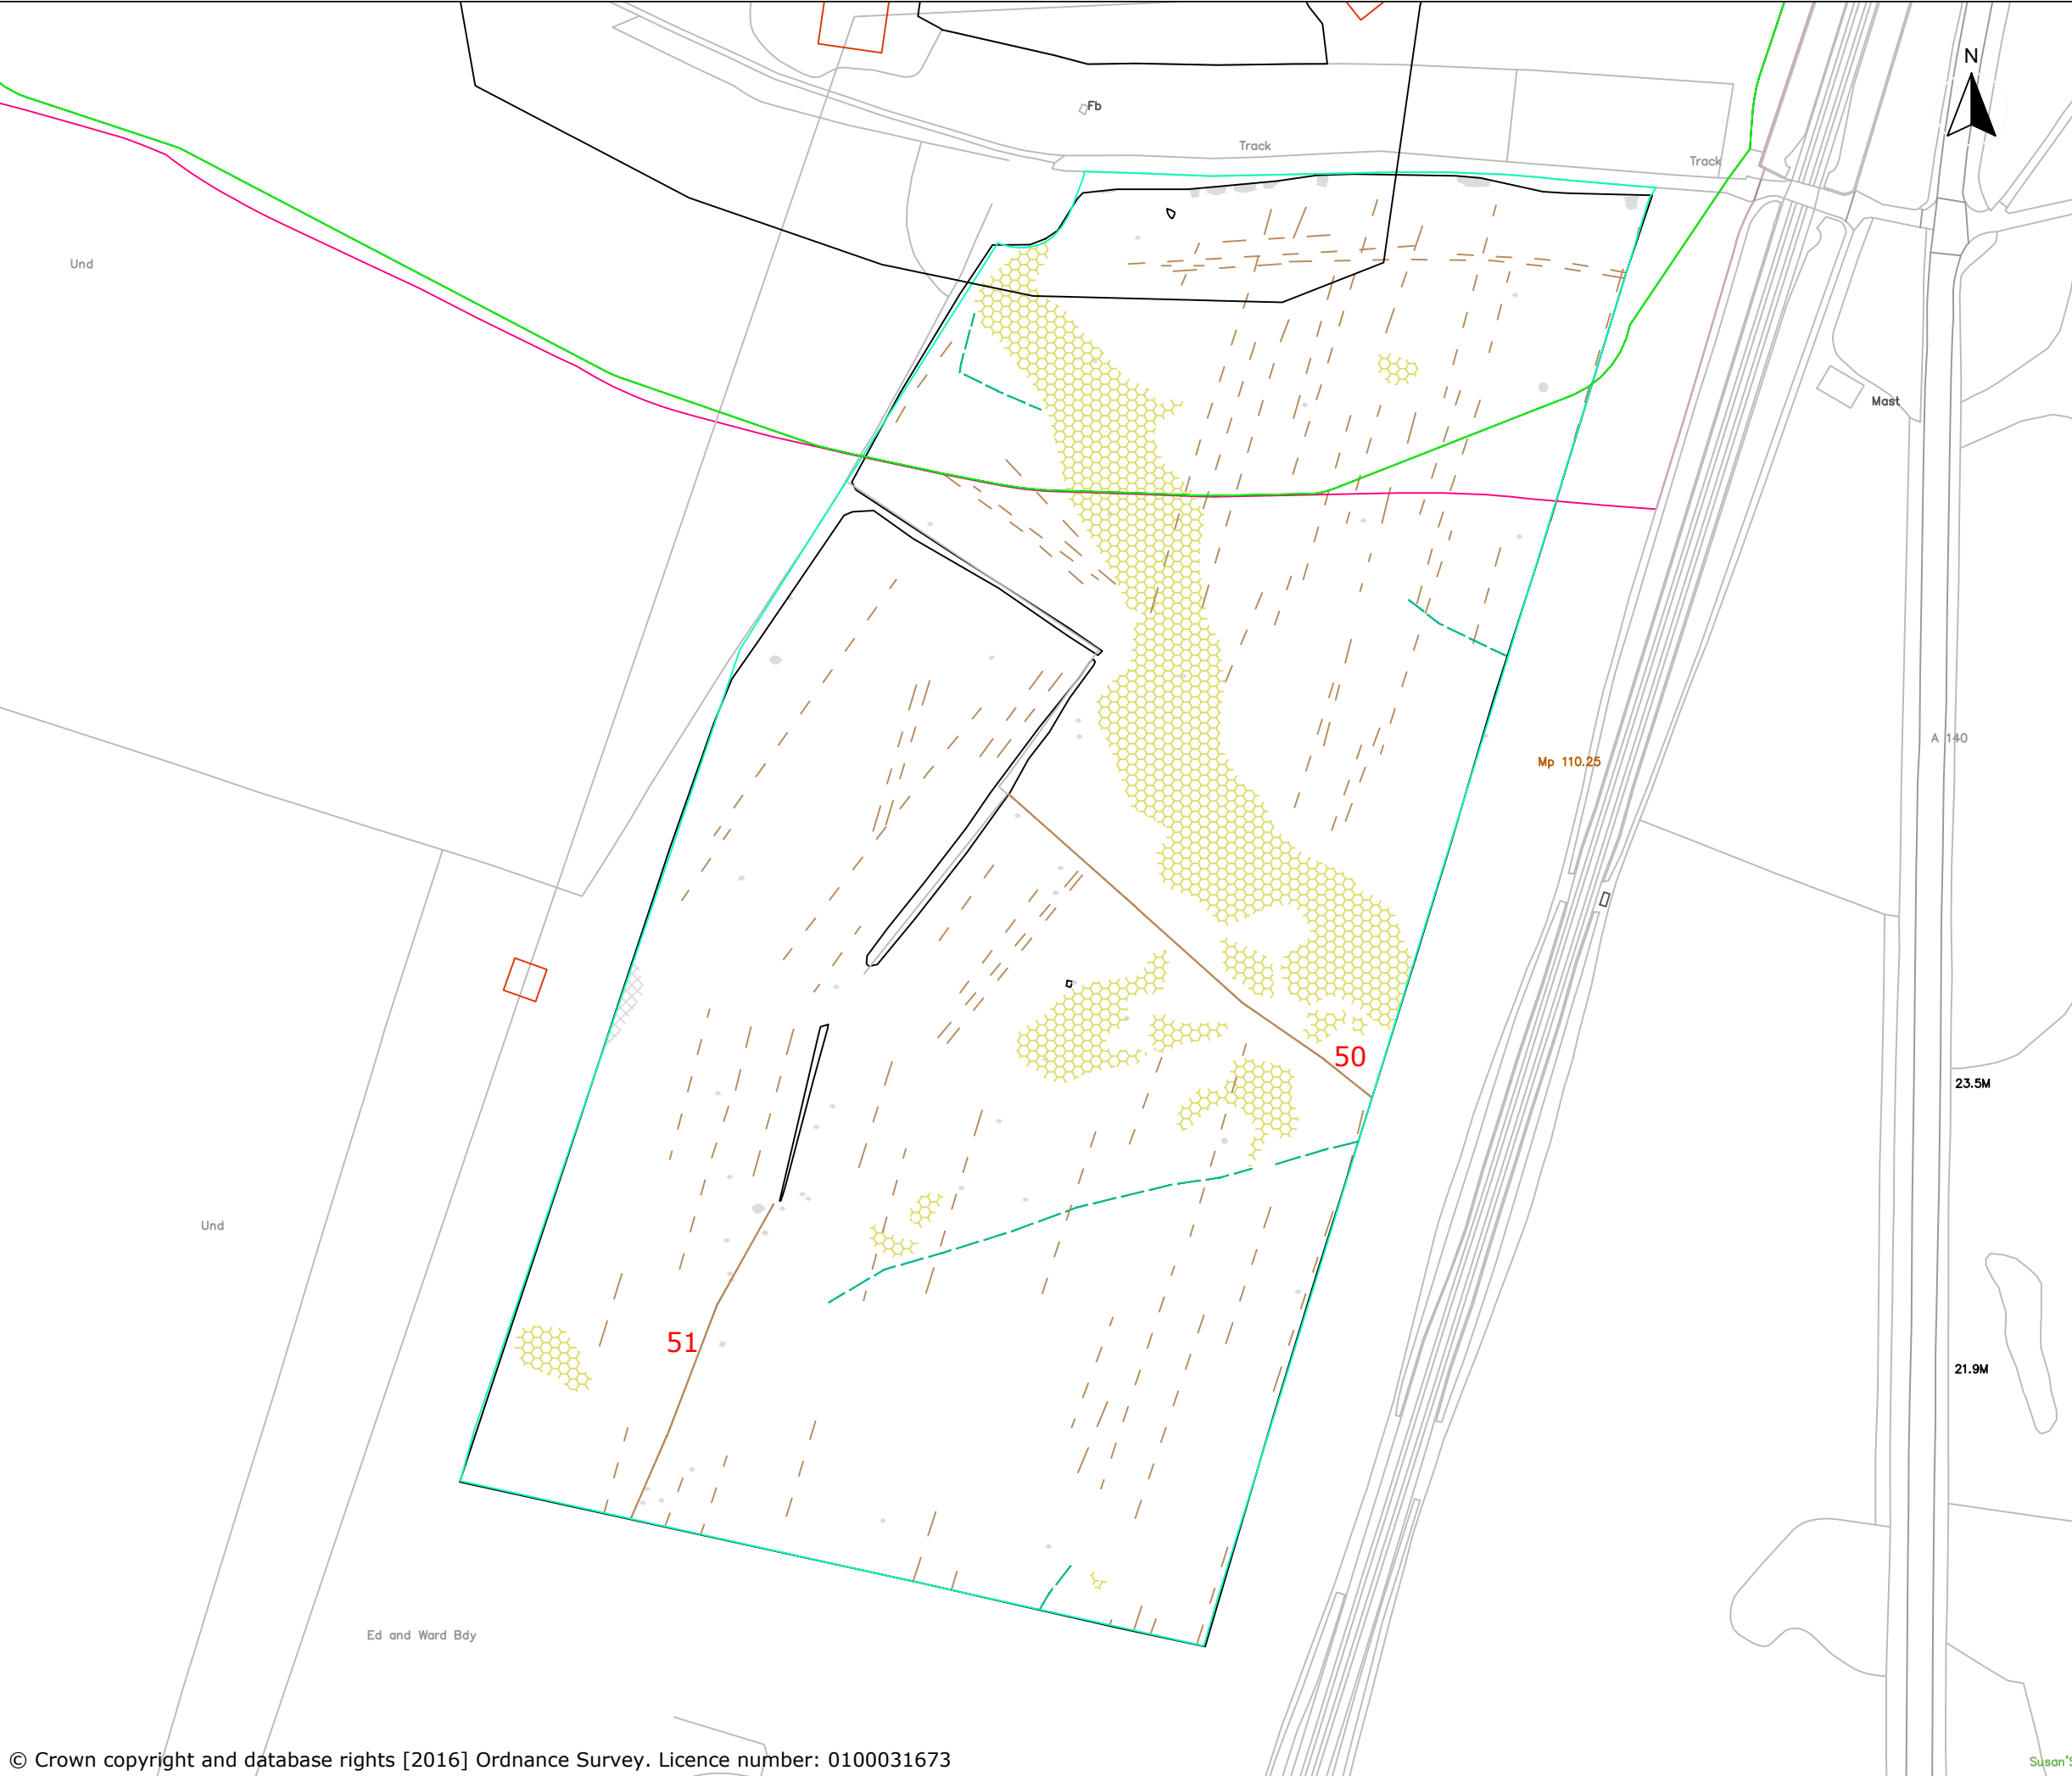 N
Fb
Track
Track
Und
Mast
A 140
Mp 110.25
50
23.5M
Und
51
21.9M
Ed and Ward Bdy
© Crown copyright and database rights [2016] Ordnance Survey. Licence number: 0100031673
Susan'S